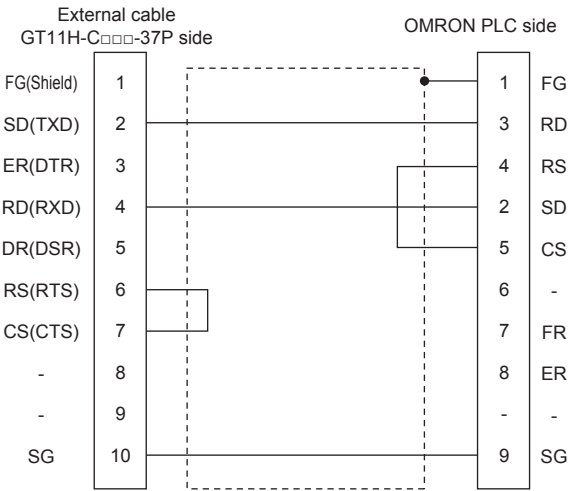 External cable
GT11H-C□□□-37P side
OMRON PLC side
FG(Shield) 1 1 FG
SD(TXD) 2 3 RD
ER(DTR) 3 4 RS
RD(RXD) 4 2 SD
DR(DSR) 5 5 CS
RS(RTS) 6 6 -
CS(CTS) 7 7 FR
- 8 8 ER
- 9 - -
SG 10 9 SG